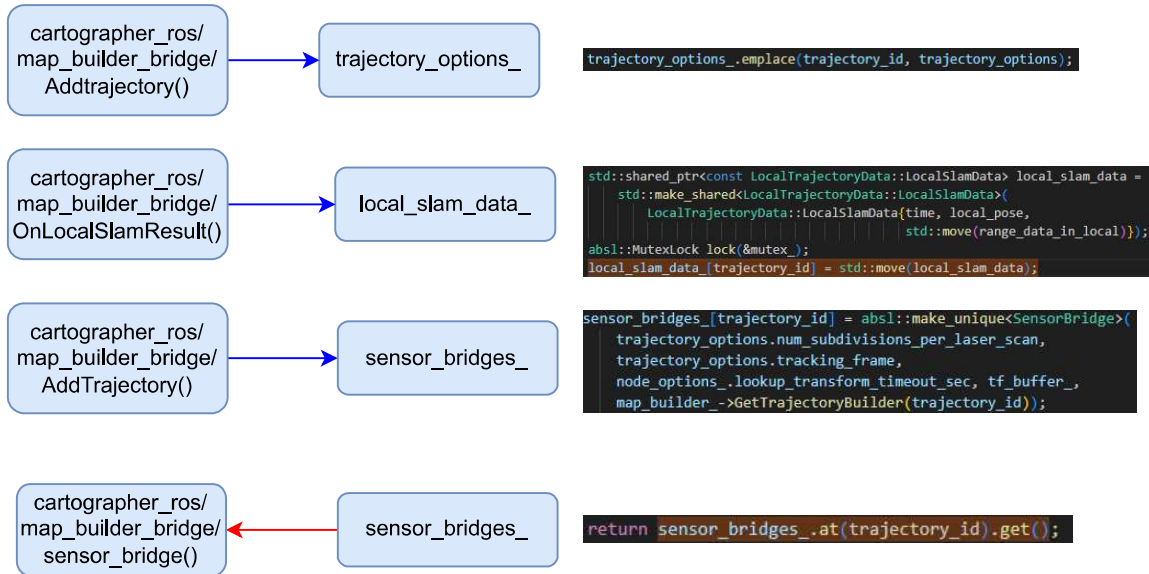 cartographer_ros/
map_builder_bridge/
Addtrajectory()
trajectory_options_
trajectory_options_.emplace(trajectory_id, trajectory_options);
cartographer_ros/
map_builder_bridge/
OnLocalSlamResult()
local_slam_data_
std::shared_ptr<const LocalTrajectoryData::LocalSlamData> local_slam_data =
std::make_shared<LocalTrajectoryData::LocalSlamData>(
LocalTrajectoryData::LocalSlamData{time, local_pose,
std::move(range_data_in_local)});
absl::MutexLock lock(&mutex_);
local_slam_data_[trajectory_id] = std::move(local_slam_data);
cartographer_ros/
map_builder_bridge/
AddTrajectory()
sensor_bridges_
sensor_bridges_[trajectory_id] = absl::make_unique<SensorBridge>(
trajectory_options.num_subdivisions_per_laser_scan,
trajectory_options.tracking_frame,
node_options_.lookup_transform_timeout_sec, tf_buffer_,
map_builder_->GetTrajectoryBuilder(trajectory_id));
cartographer_ros/
map_builder_bridge/
sensor_bridge()
sensor_bridges_
return sensor_bridges_.at(trajectory_id).get();